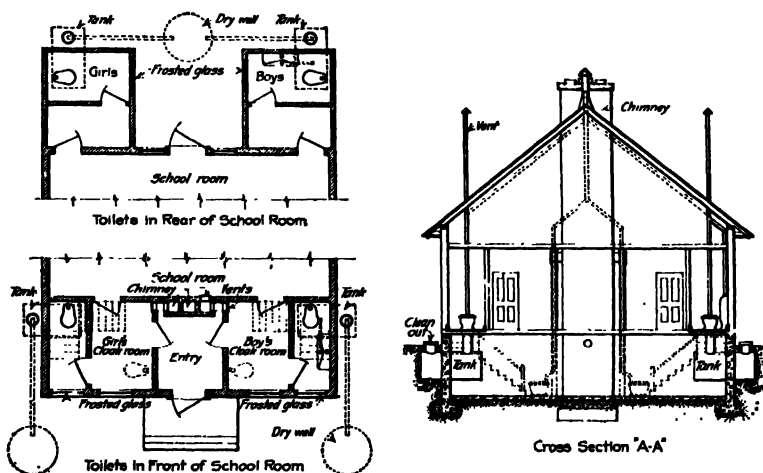 Tank
Dry well
Tank
Girls
Frosted glass
Boys
School room
Toilets in Rear of School Room
School room
Chimney
Vents
Tank
Tank
Girl's
Cloak room
Entry
Boy's
Cloak room
Frosted glass
Frosted glass
Dry well
Toilets in Front of School Room
Chimney
Vent
Clean
out
Tank
Tank
Cross Section "A-A"